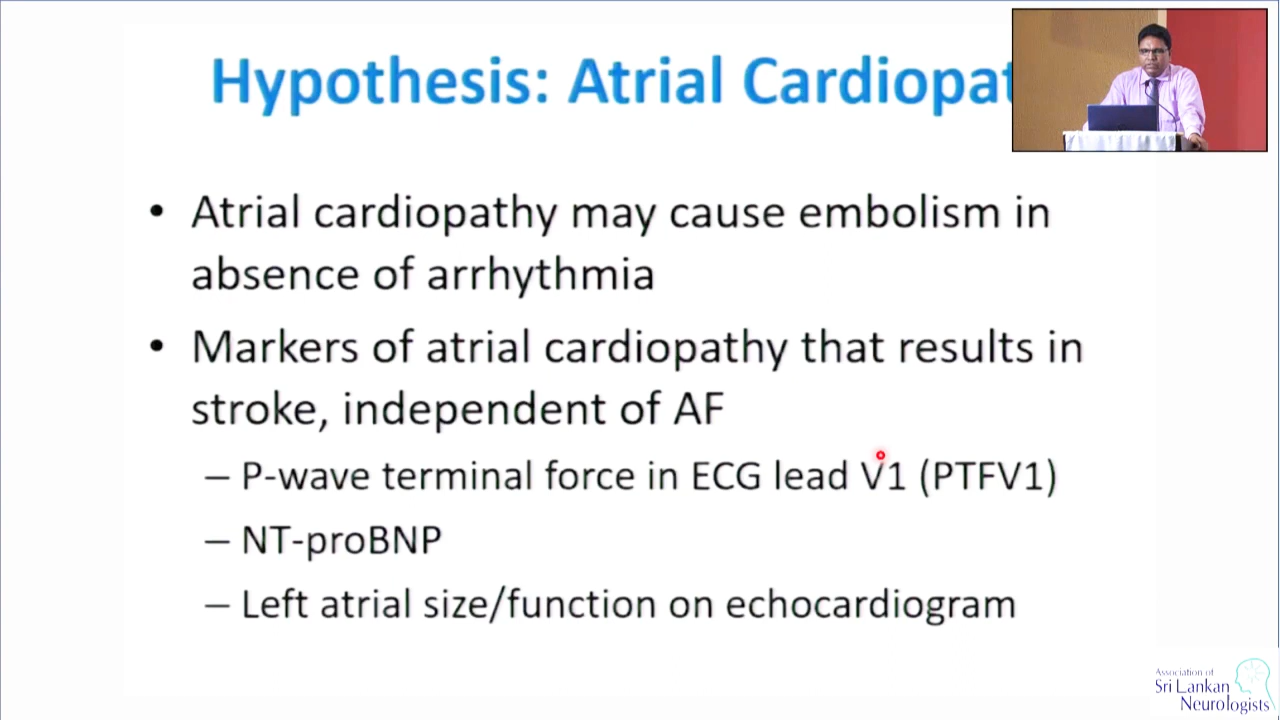 Hypothesis: Atrial Cardiopat
• Atrial cardiopathy may cause embolism in
absence of arrhythmia
• Markers of atrial cardiopathy that results in
stroke, independent of AF
– P-wave terminal force in ECG lead V1 (PTFV1)
– NT-proBNP
– Left atrial size/function on echocardiogram
Association of
Sri Lankan
Neurologists